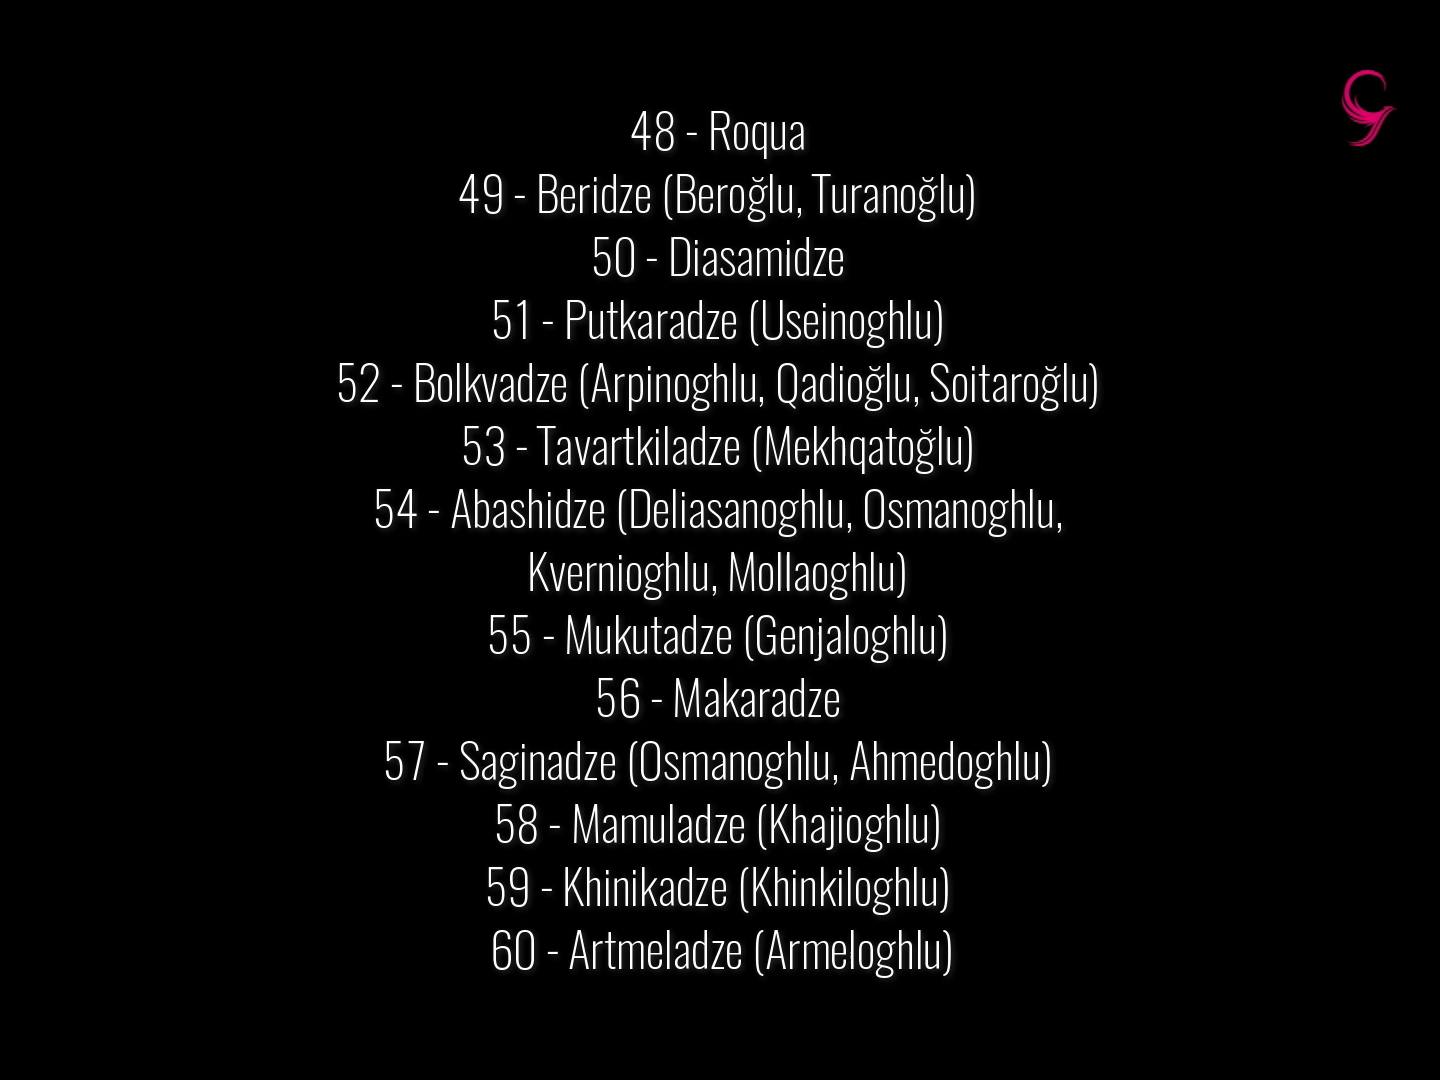 48 - Roqua
49 - Beridze (Beroğlu, Turanoğlu)
50 - Diasamidze
51 - Putkaradze (Useinoghlu)
52 - Bolkvadze (Arpinoghlu, Qadioğlu, Soitaroğlu)
53 - Tavartkiladze (Mekhqatoğlu)
54 - Abashidze (Deliasanoghlu, Osmanoghlu,
Kvernioghlu, Mollaoghlu)
55 - Mukutadze (Genjaloghlu)
56 - Makaradze
57 - Saginadze (Osmanoghlu, Ahmedoghlu)
58 - Mamuladze (Khajioghlu)
59 - Khinikadze (Khinkiloghlu)
60 - Artmeladze (Armeloghlu)